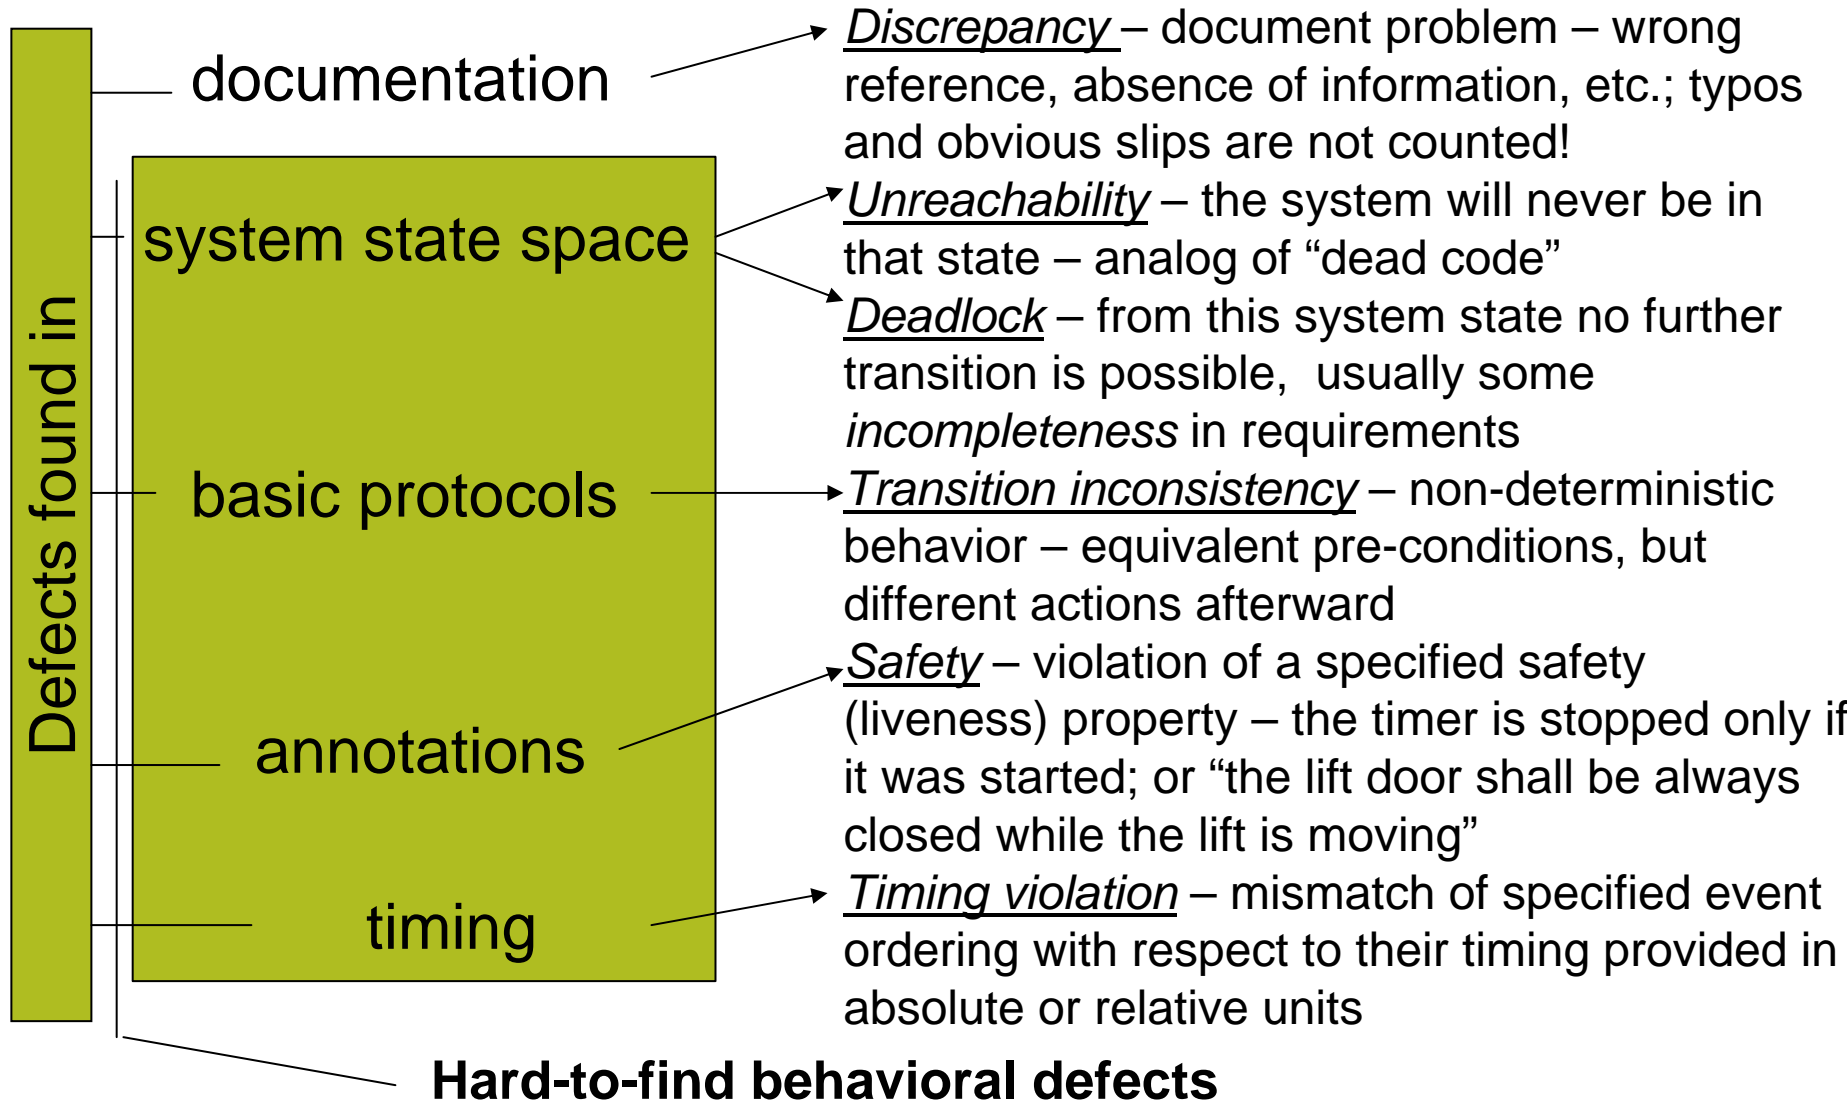 Defects found in
documentation
system state space
basic protocols
annotations
timing
Discrepancy – document problem – wrong
reference, absence of information, etc.; typos
and obvious slips are not counted!
Unreachability – the system will never be in
that state – analog of “dead code”
Deadlock – from this system state no further
transition is possible,  usually some
incompleteness in requirements
Transition inconsistency – non-deterministic
behavior – equivalent pre-conditions, but
different actions afterward
Safety – violation of a specified safety
(liveness) property – the timer is stopped only if
it was started; or “the lift door shall be always
closed while the lift is moving”
Timing violation – mismatch of specified event
ordering with respect to their timing provided in
absolute or relative units
Hard-to-find behavioral defects